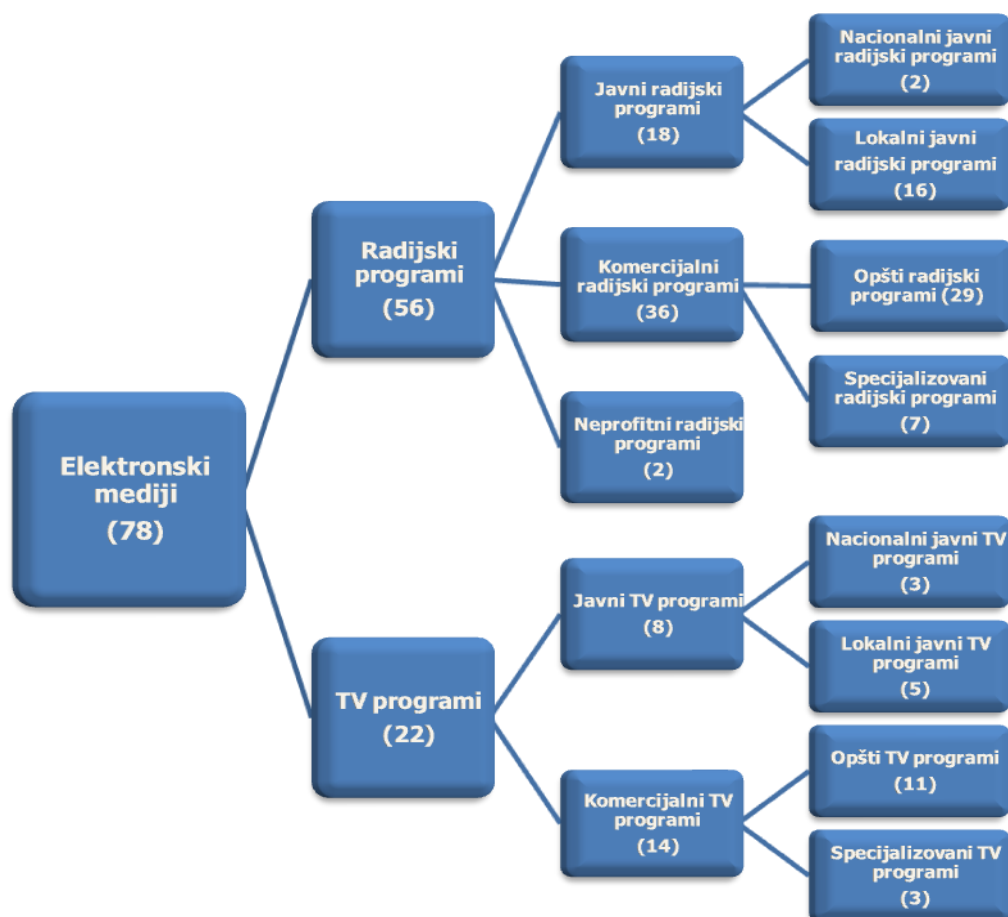 Elektronski
mediji
(78)
Radijski
programi
(56)
Javni radijski
programi
(18)
Nacionalni javni
radijski programi
(2)
Lokalni javni
radijski programi
(16)
Komercijalni
radijski programi
(36)
Opšti radijski
programi (29)
Specijalizovani
radijski programi
(7)
Neprofitni radijski
programi
(2)
TV programi
(22)
Javni TV programi
(8)
Nacionalni javni TV
programi
(3)
Lokalni javni TV
programi
(5)
Komercijalni TV
programi
(14)
Opšti TV programi
(11)
Specijalizovani TV
programi
(3)